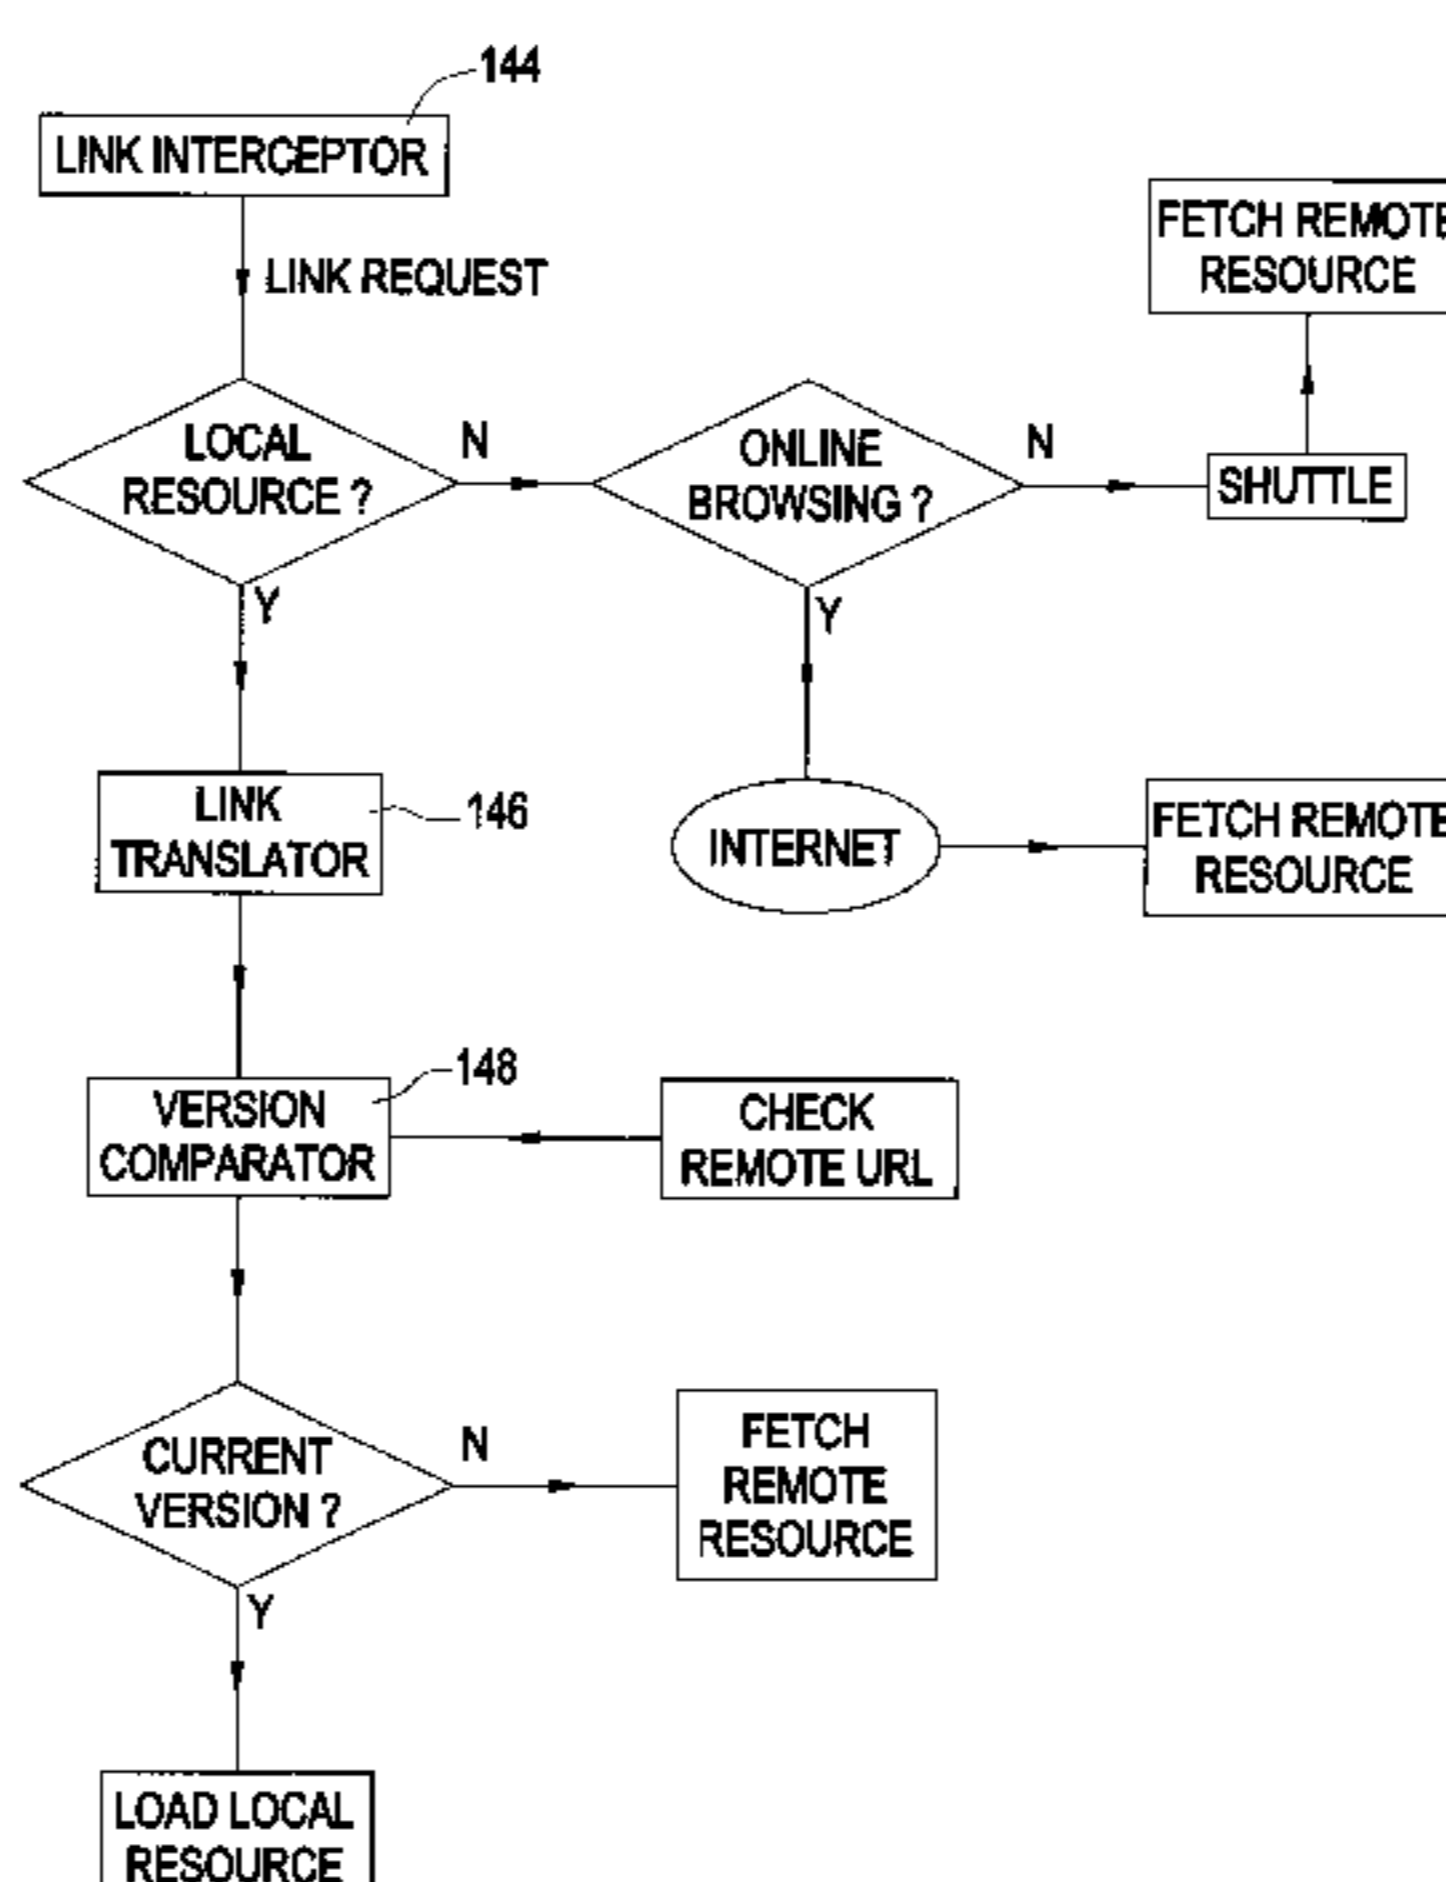 144
LINK INTERCEPTOR
LINK REQUEST
FETCH REMOTE
RESOURCE
LOCAL
RESOURCE ?
N
ONLINE
BROWSING ?
N
SHUTTLE
Y
Y
LINK
TRANSLATOR
146
INTERNET
FETCH REMOTE
RESOURCE
VERSION
COMPARATOR
148
CHECK
REMOTE URL
CURRENT
VERSION ?
N
FETCH
REMOTE
RESOURCE
Y
LOAD LOCAL
RESOURCE